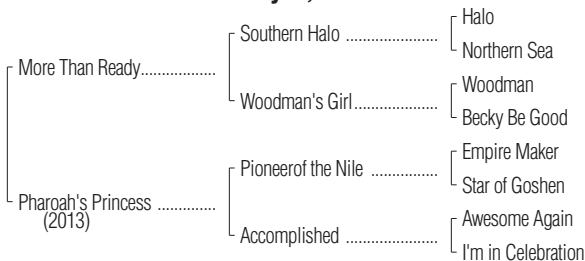 Halo
Southern Halo .....................
Northern Sea
More Than Ready.................
Woodman
Woodman's Girl...................
Becky Be Good
Empire Maker
Pioneerof the Nile ................
Star of Goshen
Pharoah's Princess ..............
(2013)
Awesome Again
Accomplished .....................
I'm in Celebration